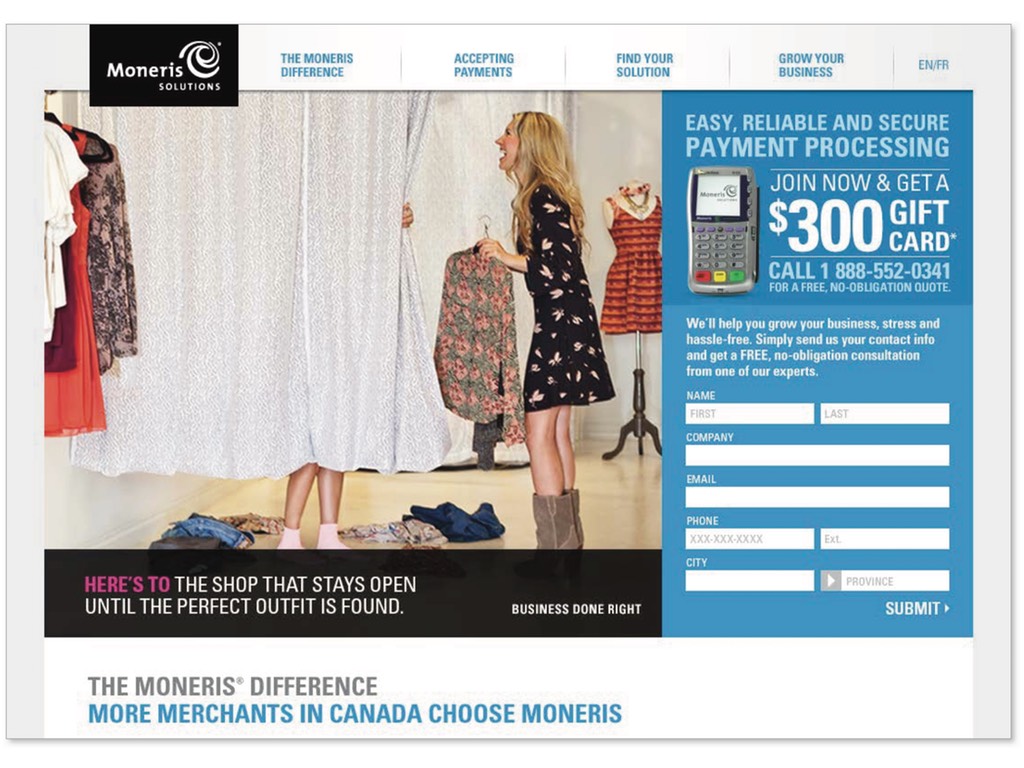 Moneris
SOLUTIONS
THE MONERIS
DIFFERENCE
ACCEPTING
PAYMENTS
FIND YOUR
SOLUTION
GROW YOUR
BUSINESS
EN/FR
EASY, RELIABLE AND SECURE
PAYMENT PROCESSING
Moneris
SOLUTIONS
JOIN NOW & GET A
$300 GIFT
CARD*
CALL 1 888-552-0341
FOR A FREE, NO-OBLIGATION QUOTE.
We'll help you grow your business, stress and
hassle-free. Simply send us your contact info
and get a FREE, no-obligation consultation
from one of our experts.
NAME
FIRST
LAST
COMPANY
EMAIL
PHONE
XXX-XXX-XXXX
Ext.
CITY
PROVINCE
SUBMIT
HERE'S TO THE SHOP THAT STAYS OPEN
UNTIL THE PERFECT OUTFIT IS FOUND.
BUSINESS DONE RIGHT
THE MONERIS® DIFFERENCE
MORE MERCHANTS IN CANADA CHOOSE MONERIS